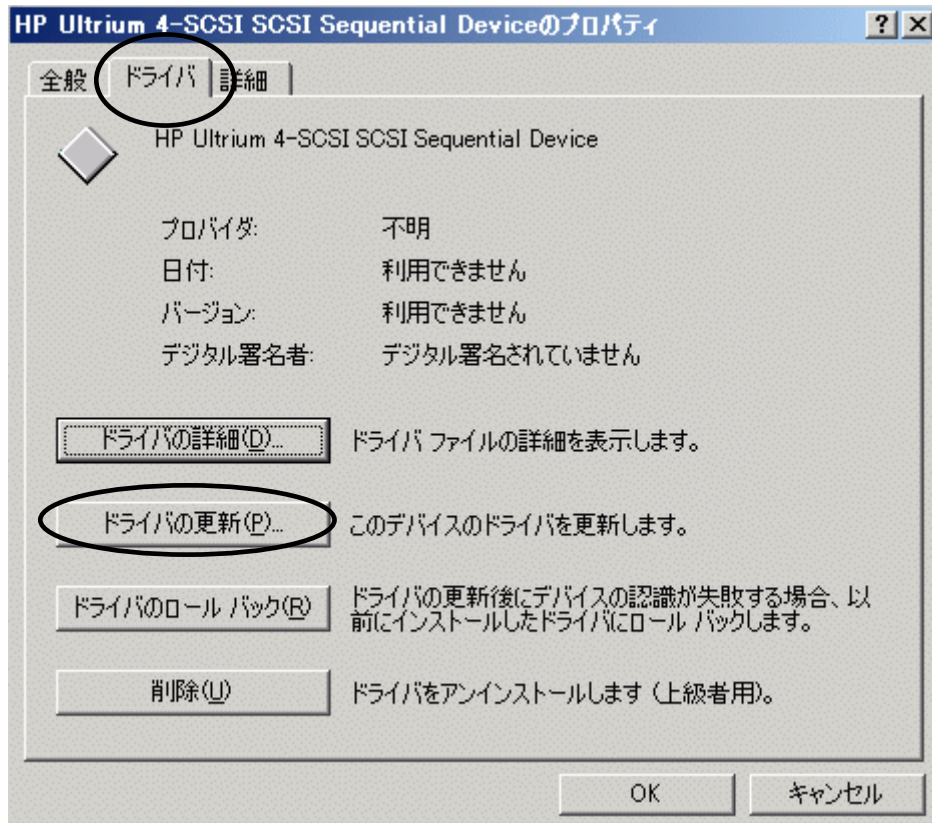 HP Ultrium 4-SCSI SCSI Sequential Deviceのプロパティ
全般 ドライバ 詳細
HP Ultrium 4-SCSI SCSI Sequential Device
プロバイダ: 不明
日付: 利用できません
バージョン: 利用できません
デジタル署名者: デジタル署名されていません
ドライバの詳細(D)... ドライバ ファイルの詳細を表示します。
ドライバの更新(P)... このデバイスのドライバを更新します。
ドライバのロール バック(R) ドライバの更新後にデバイスの認識が失敗する場合、以
前にインストールしたドライバにロール バックします。
削除(U) ドライバをアンインストールします (上級者用)。
OK キャンセル